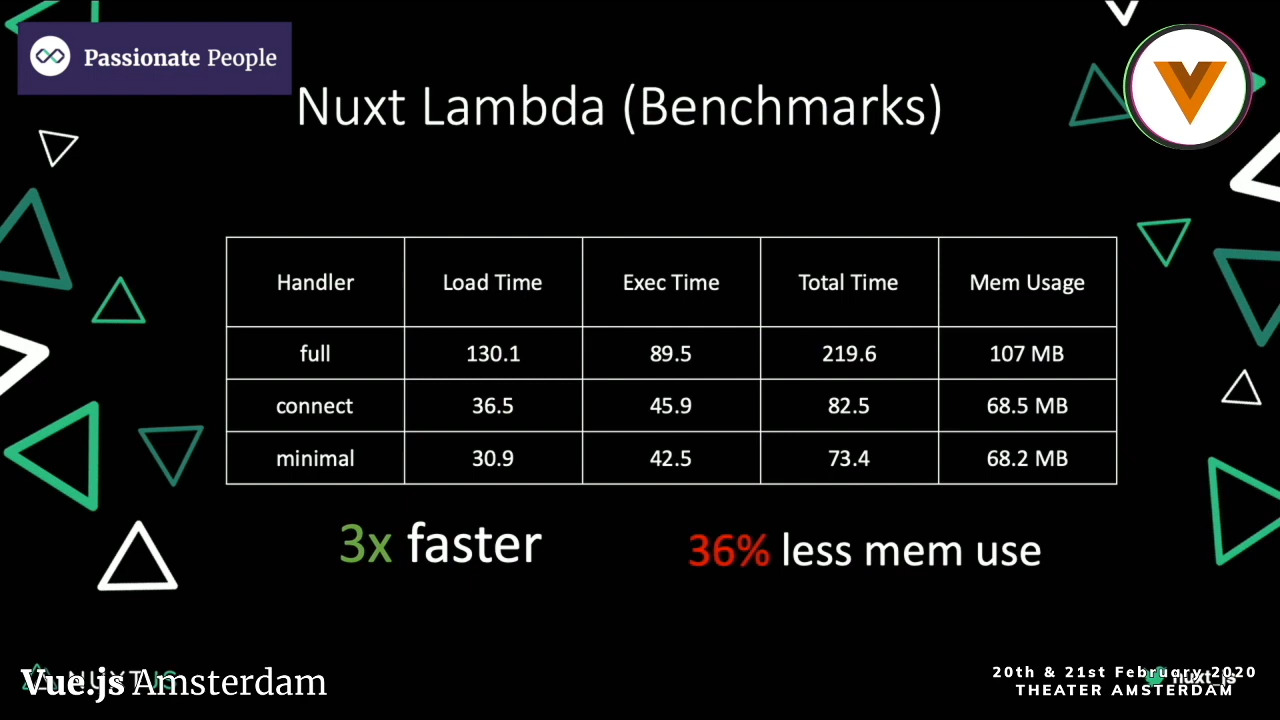 Passionate People
Nuxt Lambda (Benchmarks)
Handler Load Time Exec Time Total Time Mem Usage
full 130.1 89.5 219.6 107 MB
connect 36.5 45.9 82.5 68.5 MB
minimal 30.9 42.5 73.4 68.2 MB
3x faster 36% less mem use
NUXTJS
Vue.js Amsterdam
20th & 21st February 2020
nuxt_js
THEATER AMSTERDAM